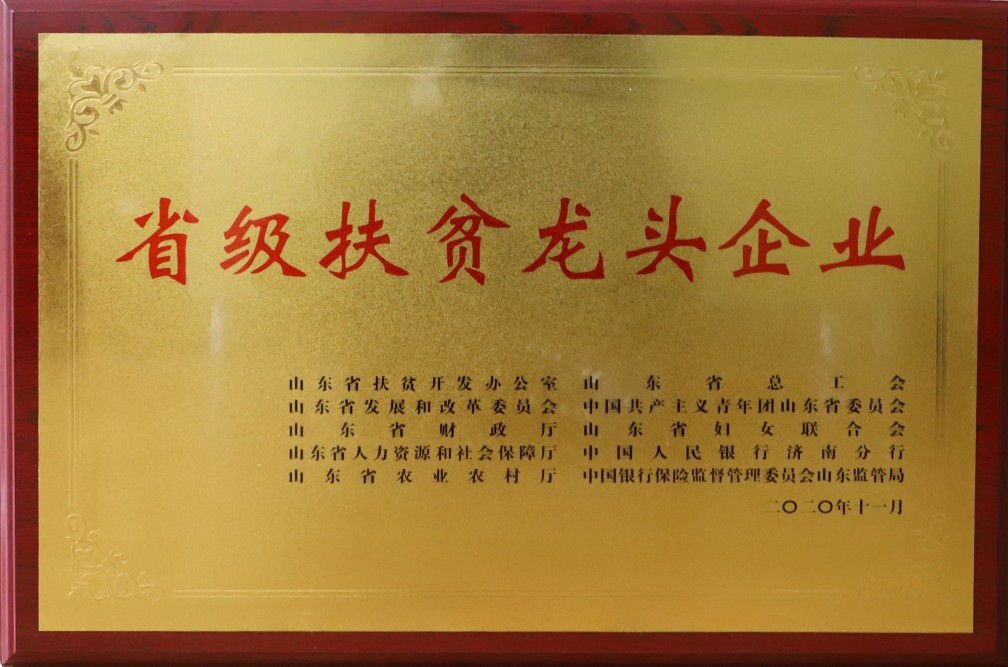 省级扶贫龙头企业
山东省扶贫开发办公室 山东省总工会
山东省发展和改革委员会 中国共产主义青年团山东省委员会
山东省财政厅 山东省妇女联合会
山东省人力资源和社会保障厅 中国人民银行济南分行
山东省农业农村厅 中国银行保险监督管理委员会山东监管局
二〇二〇年十一月